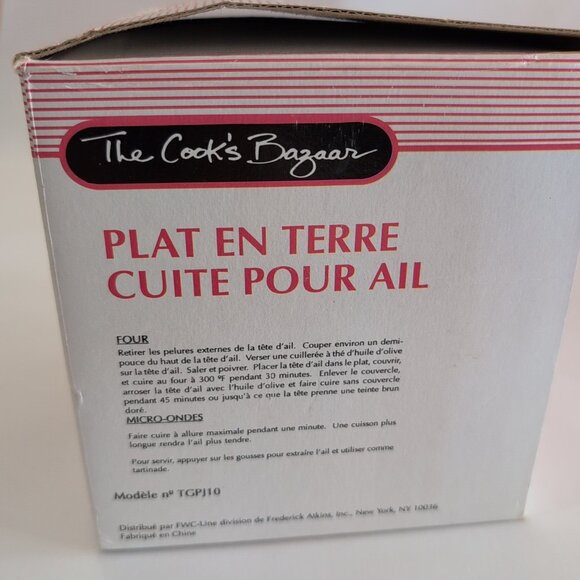 The Cook's Bazaar
PLAT EN TERRE
CUITE POUR AIL
FOUR
Retirer les pelures externes de la tête d'ail. Couper environ un demi-
pouce du haut de la tête d'ail. Verser une cuillerée à thé d'huile d'olive
sur la tête d'ail. Saler et poivrer. Placer la tête d'ail dans le plat, couvrir,
et cuire au four à 300 °F pendant 30 minutes. Enlever le couvercle,
arroser la tête d'ail avec l'huile d'olive et faire cuire sans couvercle
pendant 45 minutes ou jusqu'à ce que la tête prenne une teinte brun
doré.
MICRO-ONDES
Faire cuire à allure maximale pendant une minute. Une cuisson plus
longue rendra l'ail plus tendre.
Pour servir, appuyer sur les gousses pour extraire l'ail et utiliser comme
tartinade.
Modèle nº TGPJ10
Distribué par FWC-Une division de Frederick Atkins, Inc., New York, NY 10036
Fabriqué en Chine